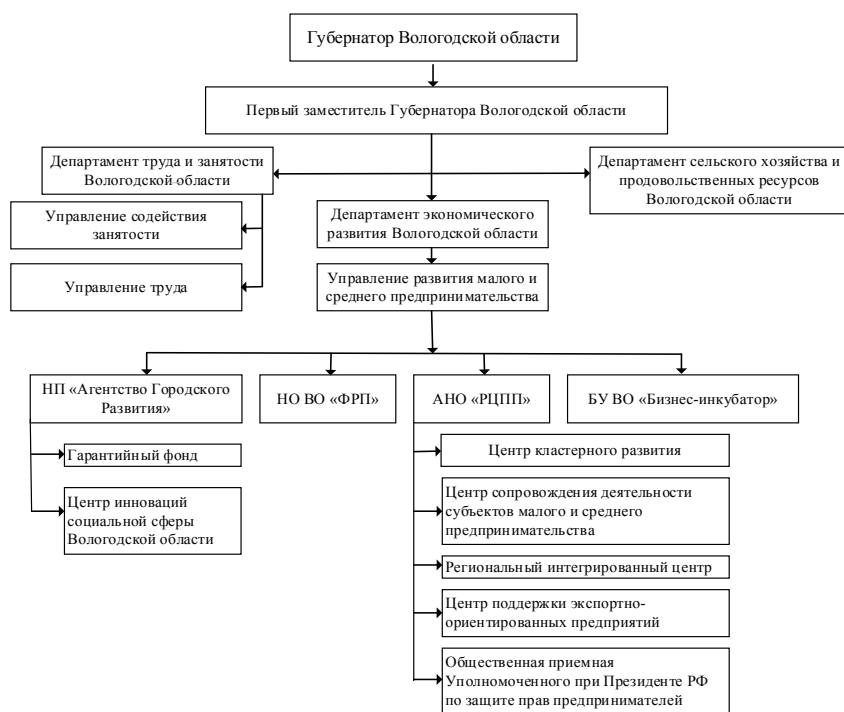 Губернатор Вологодской области
Первый заместитель Губернатора Вологодской области
Департамент труда и занятости
Вологодской области
Департамент сельского хозяйства и
продовольственных ресурсов
Вологодской области
Управление содействия
занятости
Департамент экономического
развития Вологодской области
Управление труда
Управление развития малого и
среднего предпринимательства
НП «Агентство Городского
Развития»
НО ВО «ФРП»
АНО «РЦПП»
БУ ВО «Бизнес-инкубатор»
Гарантийный фонд
Центр инноваций
социальной сферы
Вологодской области
Центр кластерного развития
Центр сопровождения деятельности
субъектов малого и среднего
предпринимательства
Региональный интегрированный центр
Центр поддержки экспортно-
ориентированных предприятий
Общественная приемная
Уполномоченного при Президенте РФ
по защите прав предпринимателей